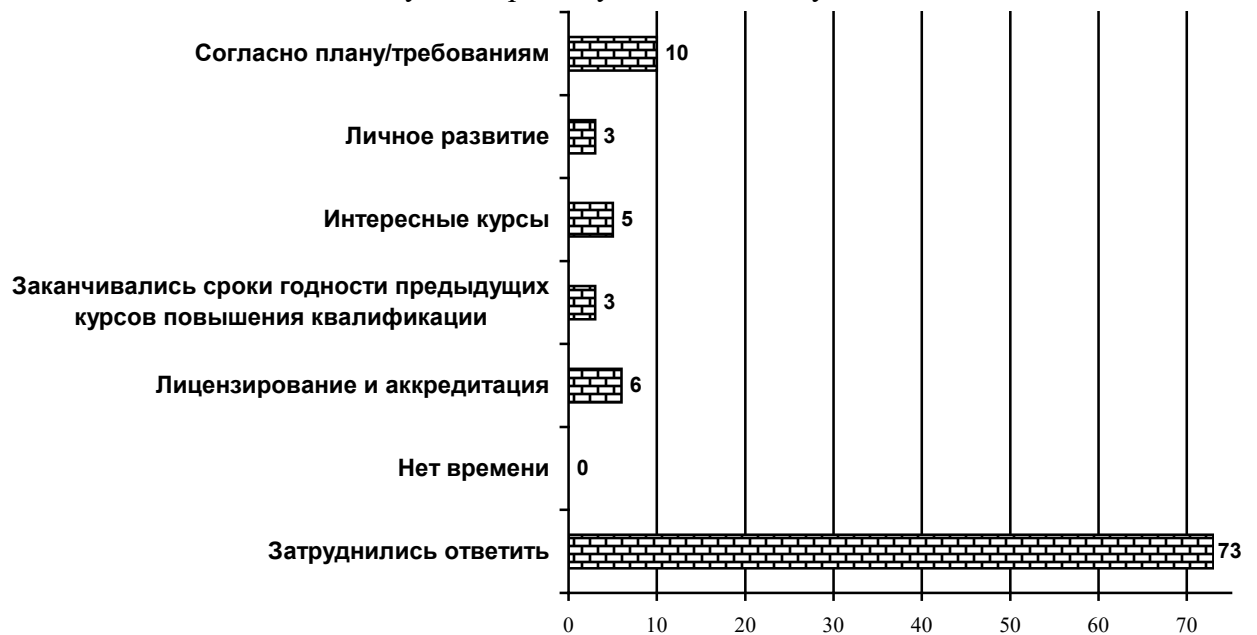 Согласно плану/требованиям
10
Личное развитие
3
Интересные курсы
5
Заканчивались сроки годности предыдущих
курсов повышения квалификации
3
Лицензирование и аккредитация
6
Нет времени
0
Затруднились ответить
73
0 10 20 30 40 50 60 70